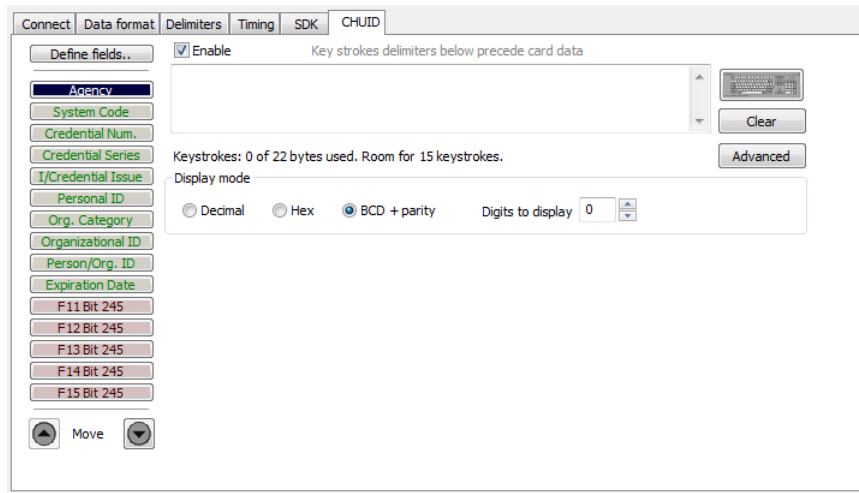 Connect Data format Delimiters Timing SDK CHUID
Define fields..
Enable Key strokes delimiters below precede card data
Agency
System Code
Credential Num.
Clear
Credential Series
Keystrokes: 0 of 22 bytes used. Room for 15 keystrokes.
Advanced
I/Credential Issue
Display mode
Personal ID
Decimal Hex BCD + parity Digits to display 0
Org. Category
Organizational ID
Person/Org. ID
Expiration Date
F11 Bit 245
F12 Bit 245
F13 Bit 245
F14 Bit 245
F15 Bit 245
Move